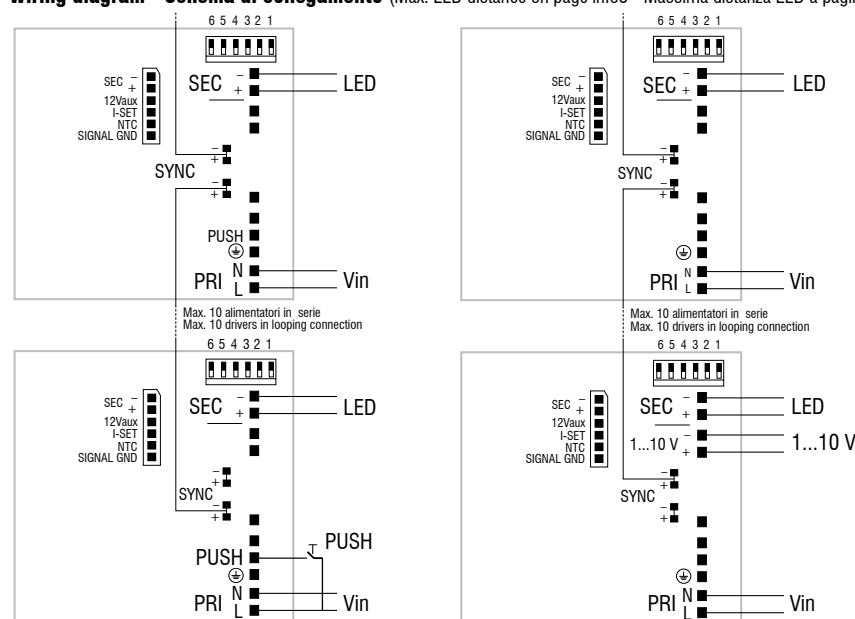 Wiring diagram - Schema di collegamento (Max. LED distance on page info3 - Massima distanza LED a pagin
6 5 4 3 2 1
SEC -
+
12Vaux
I-SET
NTC
SIGNAL GND
SEC -
+
LED
-
+
SYNC
-
+
PUSH
PRI N
L
Vin
Max. 10 alimentatori in serie
Max. 10 drivers in looping connection
6 5 4 3 2 1
SEC -
+
12Vaux
I-SET
NTC
SIGNAL GND
SEC -
+
LED
-
+
SYNC
-
+
PUSH
PUSH
PRI N
L
Vin
6 5 4 3 2 1
SEC -
+
12Vaux
I-SET
NTC
SIGNAL GND
SEC -
+
LED
-
+
SYNC
-
+
PRI N
L
Vin
Max. 10 alimentatori in serie
Max. 10 drivers in looping connection
6 5 4 3 2 1
SEC -
+
12Vaux
I-SET
NTC
SIGNAL GND
SEC -
+
LED
1...10 V -
+
1...10 V
-
+
SYNC
-
+
PRI N
L
Vin